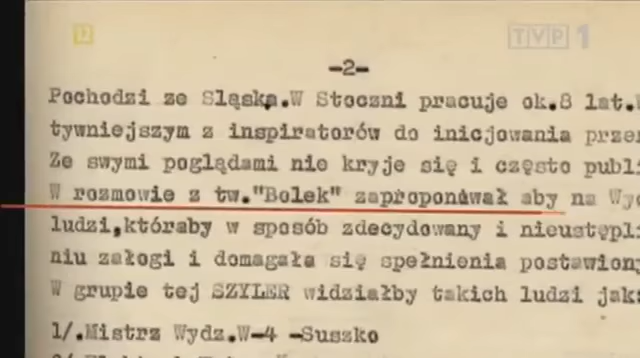 TVP 1
-2-
Pochodzi ze Śląska.W Stoczni pracuje ok.8 lat.
tywniejszym z inspiratorów do inicjowania
Ze swymi poglądami nie kryje się i często
W rozmowie z tw."Bolek" zaproponował aby na
ludzi,któraby w sposób zdecydowany i
niu załogi i domagała się spełnienia
W grupie tej SZYLER widziałby takich ludzi
1/.Mistrz Wydz.W-4 -Suszko